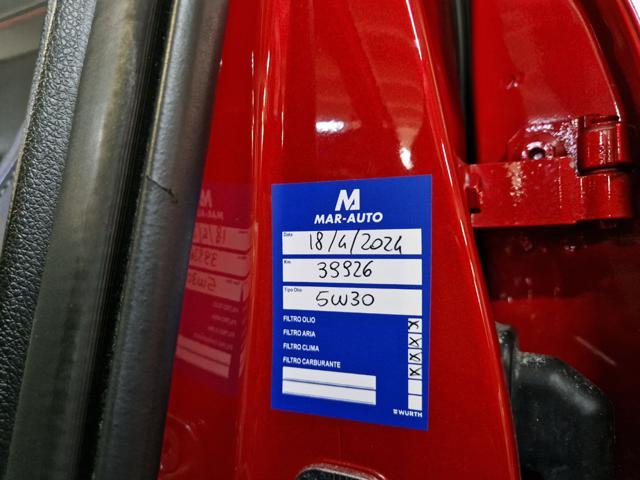 M
MAR-AUTO
Data
18/4/2024
Km
39926
Tipo Olio
5W30
FILTRO OLIO X
FILTRO ARIA X
FILTRO CLIMA X
FILTRO CARBURANTE X
WURTH